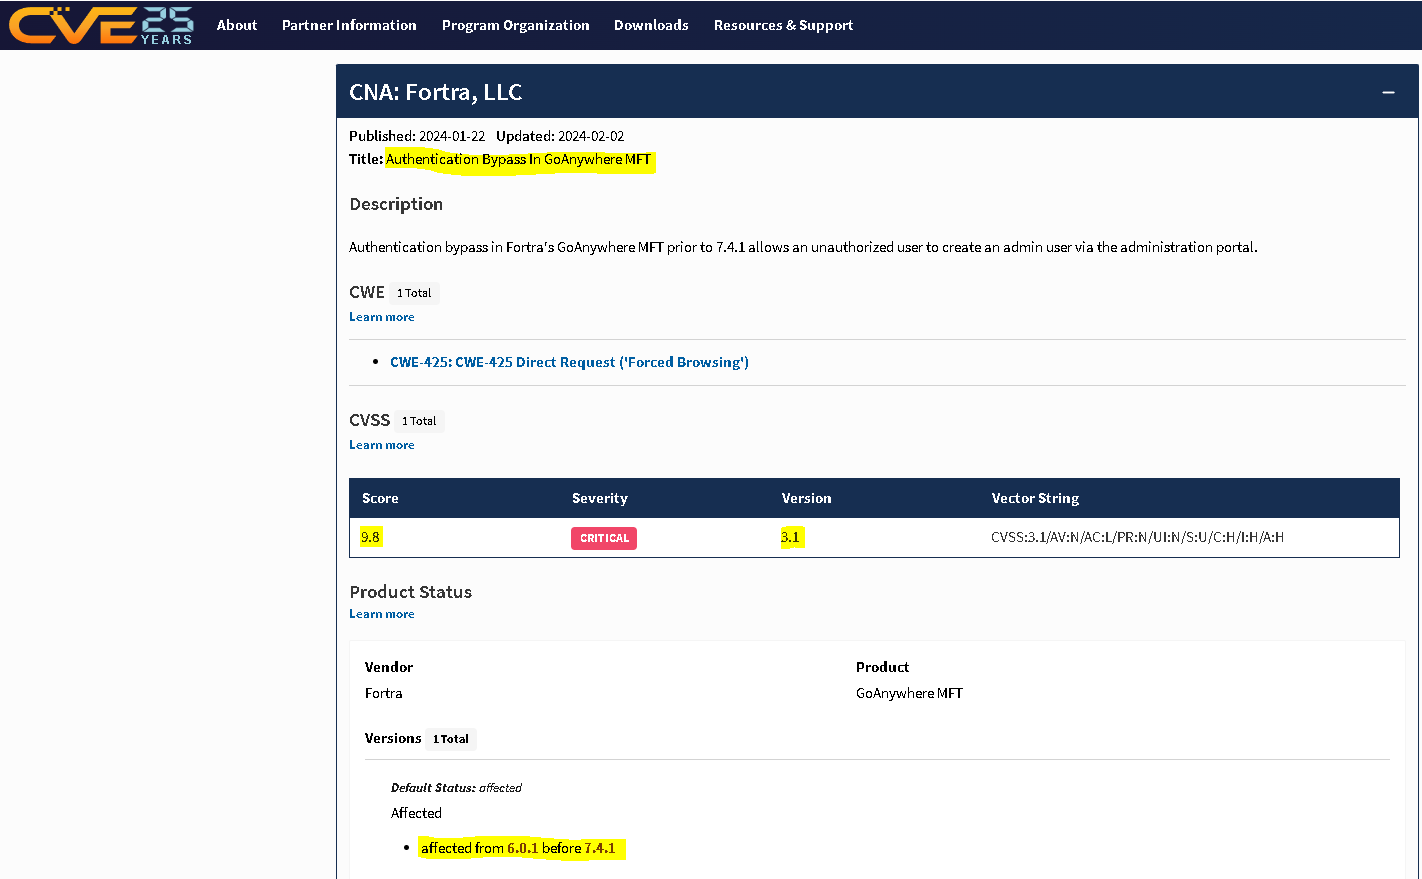 CVE 25 YEARS
About Partner Information Program Organization Downloads Resources & Support
CNA: Fortra, LLC
Published: 2024-01-22 Updated: 2024-02-02
Title: Authentication Bypass In GoAnywhere MFT
Description
Authentication bypass in Fortra's GoAnywhere MFT prior to 7.4.1 allows an unauthorized user to create an admin user via the administration portal.
CWE 1 Total
Learn more
• CWE-425: CWE-425 Direct Request ('Forced Browsing')
CVSS 1 Total
Learn more
Score Severity Version Vector String
9.8 CRITICAL 3.1 CVSS:3.1/AV:N/AC:L/PR:N/UI:N/S:U/C:H/I:H/A:H
Product Status
Learn more
Vendor Product
Fortra GoAnywhere MFT
Versions 1 Total
Default Status: affected
Affected
• affected from 6.0.1 before 7.4.1